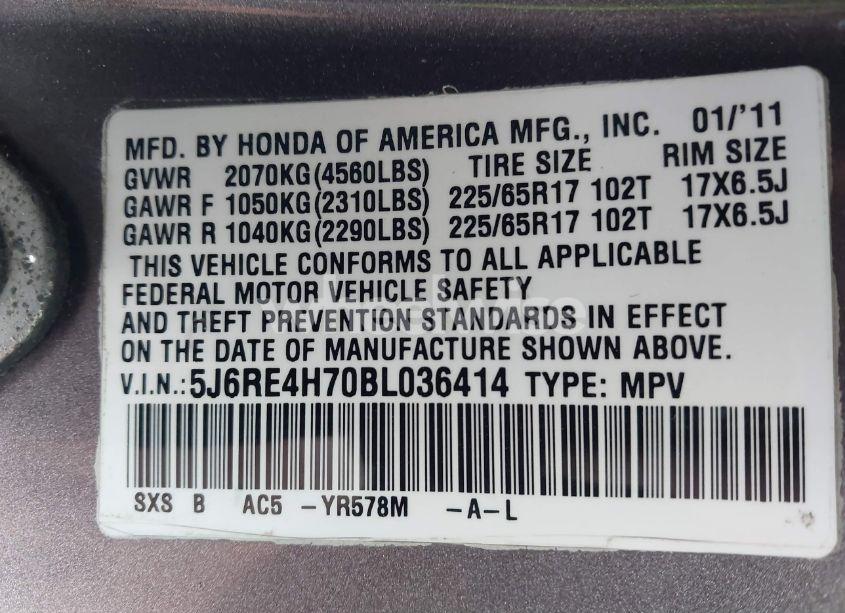 MFD. BY HONDA OF AMERICA MFG., INC. 01/'11
GVWR 2070KG(4560LBS) TIRE SIZE RIM SIZE
GAWR F 1050KG(2310LBS) 225/65R17 102T 17X6.5J
GAWR R 1040KG(2290LBS) 225/65R17 102T 17X6.5J
THIS VEHICLE CONFORMS TO ALL APPLICABLE
FEDERAL MOTOR VEHICLE SAFETY
AND THEFT PREVENTION STANDARDS IN EFFECT
ON THE DATE OF MANUFACTURE SHOWN ABOVE.
V.I.N.:5J6RE4H70BL036414 TYPE: MPV
SXS B AC5 -YR578M -A-L